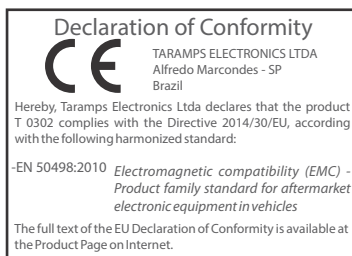 Declaration of Conformity
CE
TARAMPS ELECTRONICS LTDA
Alfredo Marcondes - SP
Brazil
Hereby, Taramps Electronics Ltda declares that the product
T 0302 complies with the Directive 2014/30/EU, according
with the following harmonized standard:
-EN 50498:2010 Electromagnetic compatibility (EMC) -
Product family standard for aftermarket
electronic equipment in vehicles
The full text of the EU Declaration of Conformity is available at
the Product Page on Internet.